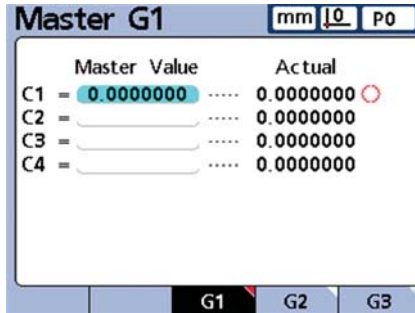 Master G1 mm 0 P0
Master Value Actual
C1 = 0.0000000 ..... 0.0000000
C2 = ..... 0.0000000
C3 = ..... 0.0000000
C4 = ..... 0.0000000
G1 G2 G3